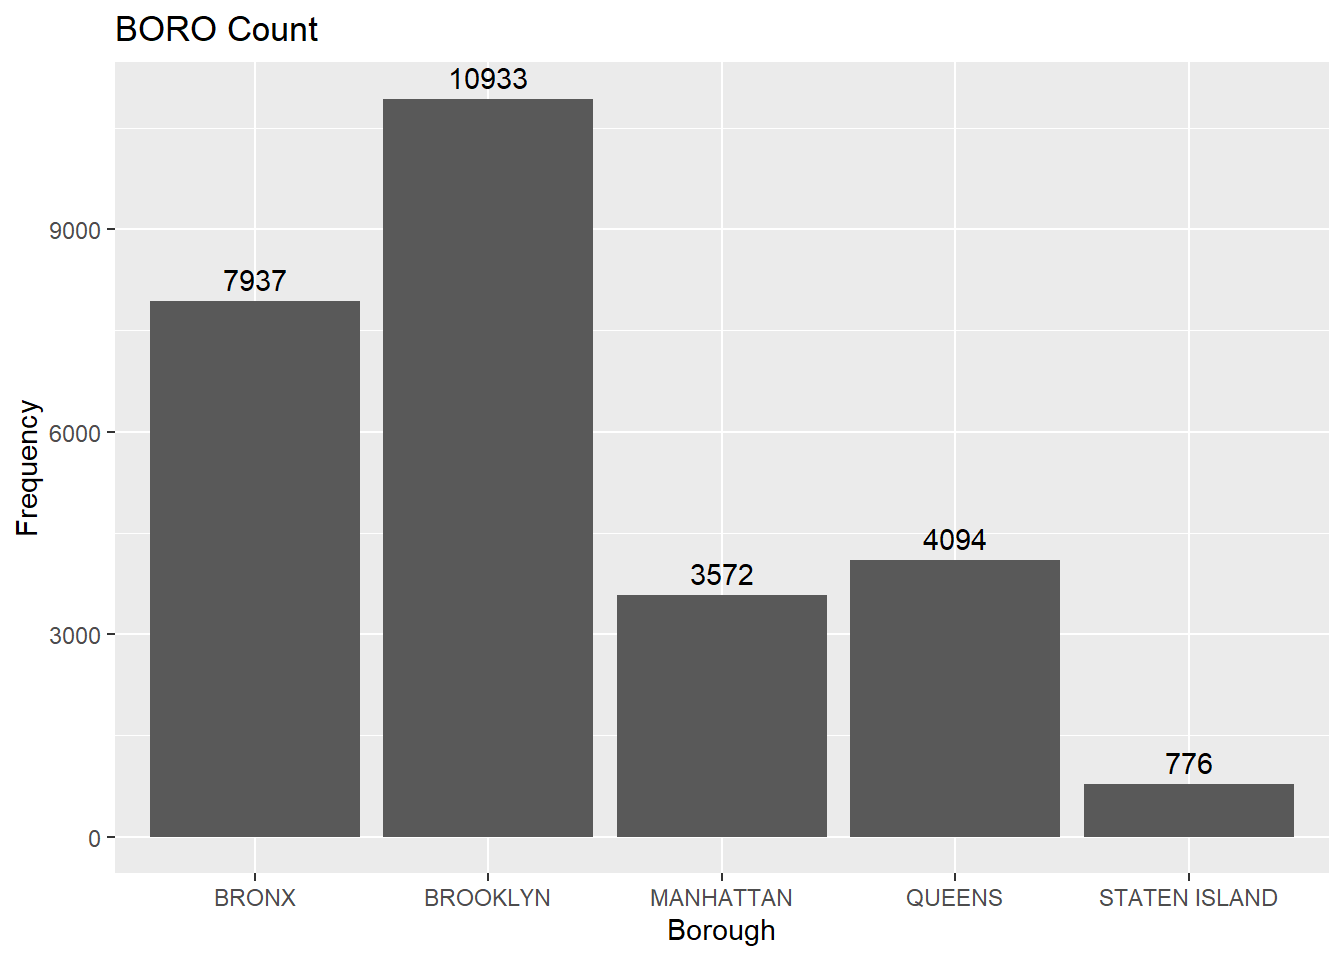 BORO Count
10933
9000
7937
6000
Frequency
4094
3572
3000
776
0
BRONX BROOKLYN MANHATTAN QUEENS STATEN ISLAND
Borough